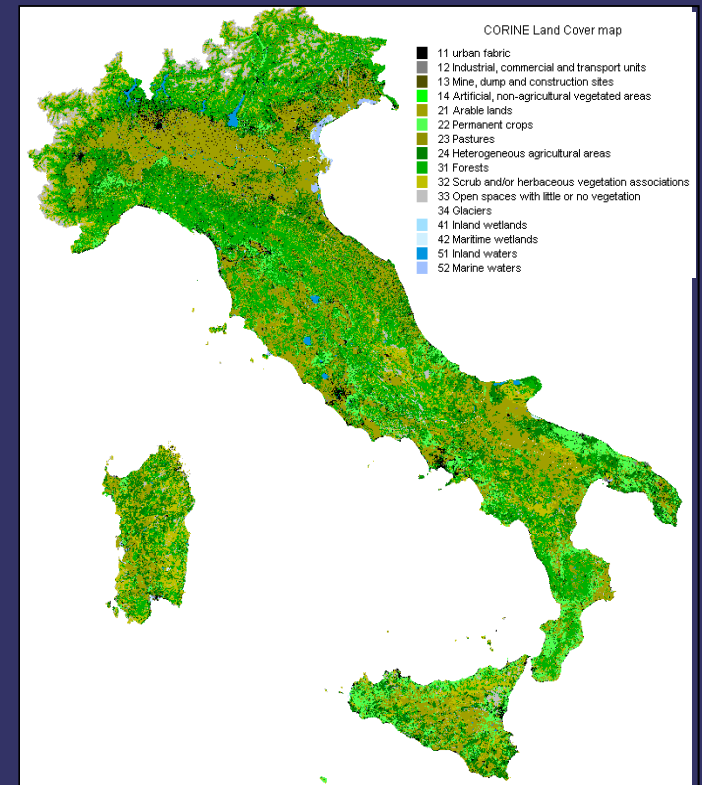 CORINE Land Cover map
11 urban fabric
12 Industrial, commercial and transport units
13 Mine, dump and construction sites
14 Artificial, non-agricultural vegetated areas
21 Arable lands
22 Permanent crops
23 Pastures
24 Heterogeneous agricultural areas
31 Forests
32 Scrub and/or herbaceous vegetation associations
33 Open spaces with little or no vegetation
34 Glaciers
41 Inland wetlands
42 Maritime wetlands
51 Inland waters
52 Marine waters